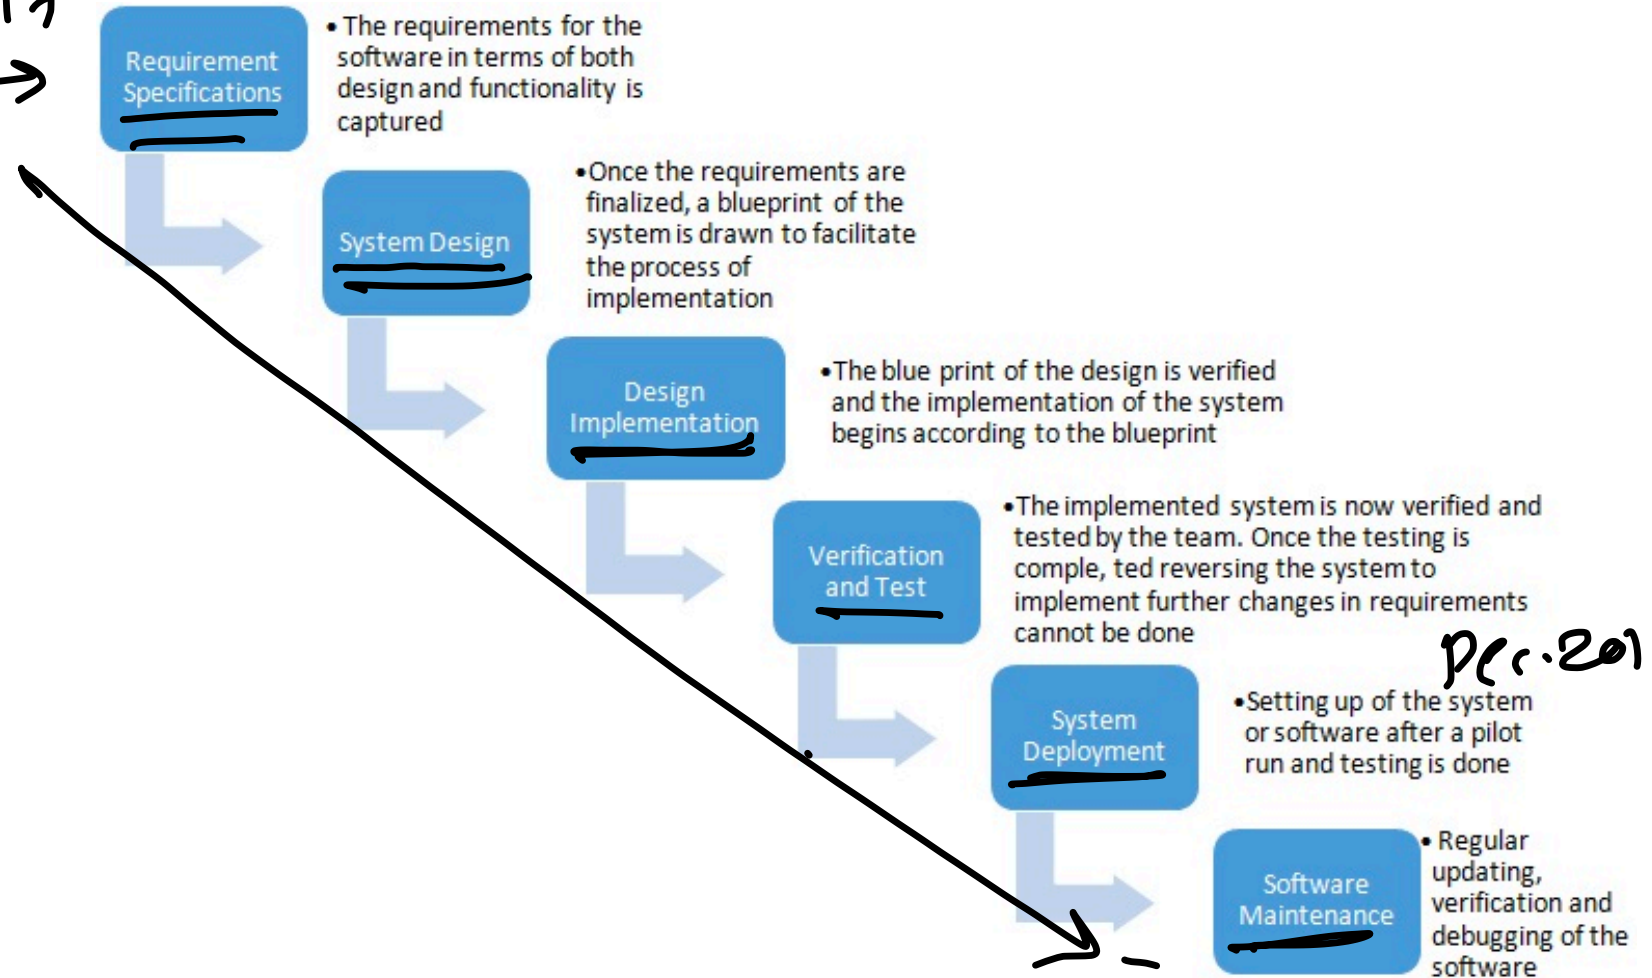 Requirement
Specifications
• The requirements for the
software in terms of both
design and functionality is
captured
System Design
•Once the requirements are
finalized, a blueprint of the
system is drawn to facilitate
the process of
implementation
Design
Implementation
•The blue print of the design is verified
and the implementation of the system
begins according to the blueprint
Verification
and Test
•The implemented system is now verified and
tested by the team. Once the testing is
comple, ted reversing the system to
implement further changes in requirements
cannot be done
System
Deployment
•Setting up of the system
or software after a pilot
run and testing is done
Software
Maintenance
• Regular
updating,
verification and
debugging of the
software